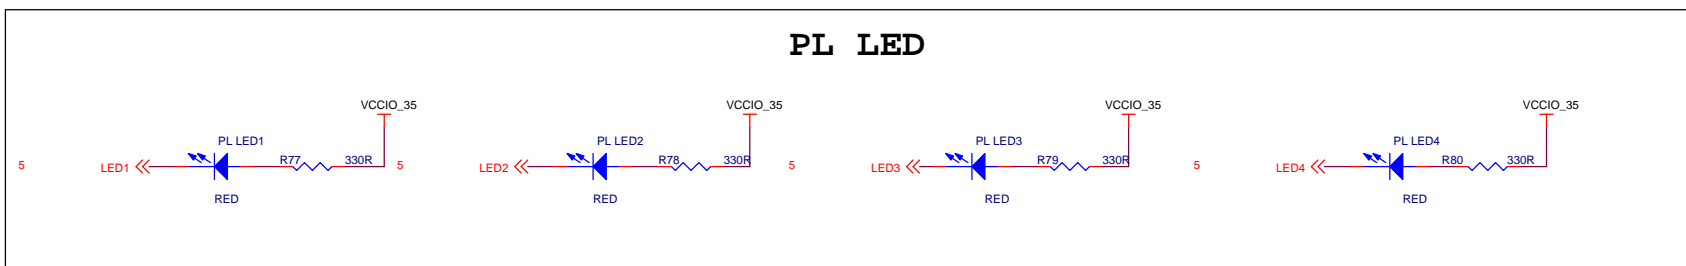 PL LED
VCCIO_35 VCCIO_35 VCCIO_35 VCCIO_35
PL LED1 PL LED2 PL LED3 PL LED4
5 LED1 R77 330R 5 LED2 R78 330R 5 LED3 R79 330R 5 LED4 R80 330R
RED RED RED RED